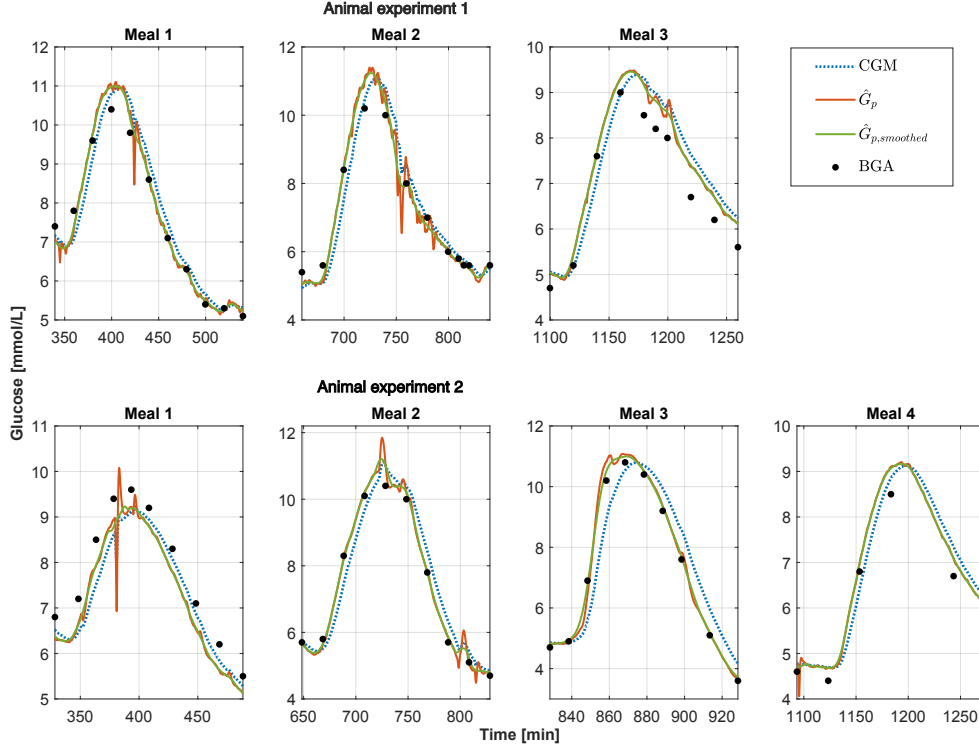 Animal experiment 1
Meal 1
Meal 2
Meal 3
12
11
10
9
8
7
6
5
350 400 450 500
12
10
8
6
4
700 750 800
10
9
8
7
6
5
4
1100 1150 1200 1250
CGM
Ĝp
Ĝp,smoothed
BGA
Glucose [mmol/L]
Animal experiment 2
Meal 1
Meal 2
Meal 3
Meal 4
11
10
9
8
7
6
5
350 400 450
12
10
8
6
4
650 700 750 800
12
10
8
6
4
840 860 880 900 920
10
9
8
7
6
5
4
1100 1150 1200 1250
Time [min]